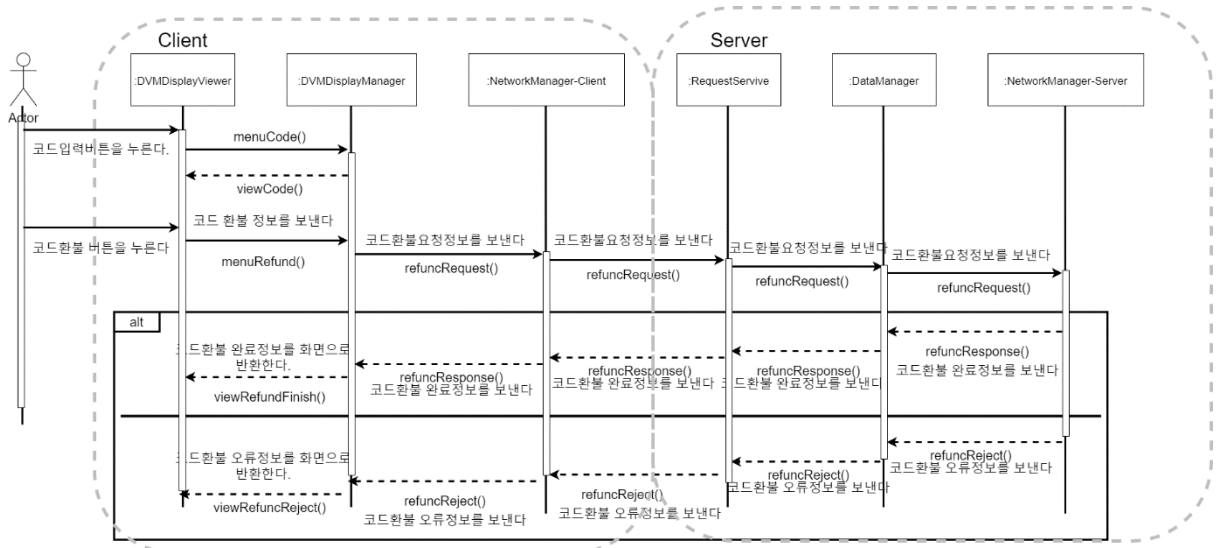 Client
Server
:DVMDisplayViewer
:DVMDisplayManager
:NetworkManager-Client
:RequestServive
:DataManager
:NetworkManager-Server
Actor
코드입력버튼을 누른다.
menuCode()
viewCode()
코드환불 버튼을 누른다
코드 환불 정보를 보낸다
menuRefund()
코드환불요청정보를 보낸다
refuncRequest()
코드환불요청정보를 보낸다
refuncRequest()
코드환불요청정보를 보낸다
refuncRequest()
코드환불요청정보를 보낸다
refuncRequest()
alt
refuncResponse()
코드환불 완료정보를 보낸다
refuncResponse()
코드환불 완료정보를 보낸다
refuncResponse()
코드환불 완료정보를 보낸다
refuncResponse()
코드환불 완료정보를 보낸다
코드환불 완료정보를 화면으로
반환한다.
viewRefundFinish()
refuncReject()
코드환불 오류정보를 보낸다
refuncReject()
코드환불 오류정보를 보낸다
refuncReject()
코드환불 오류정보를 보낸다
refuncReject()
코드환불 오류정보를 보낸다
코드환불 오류정보를 화면으로
반환한다.
viewRefuncReject()